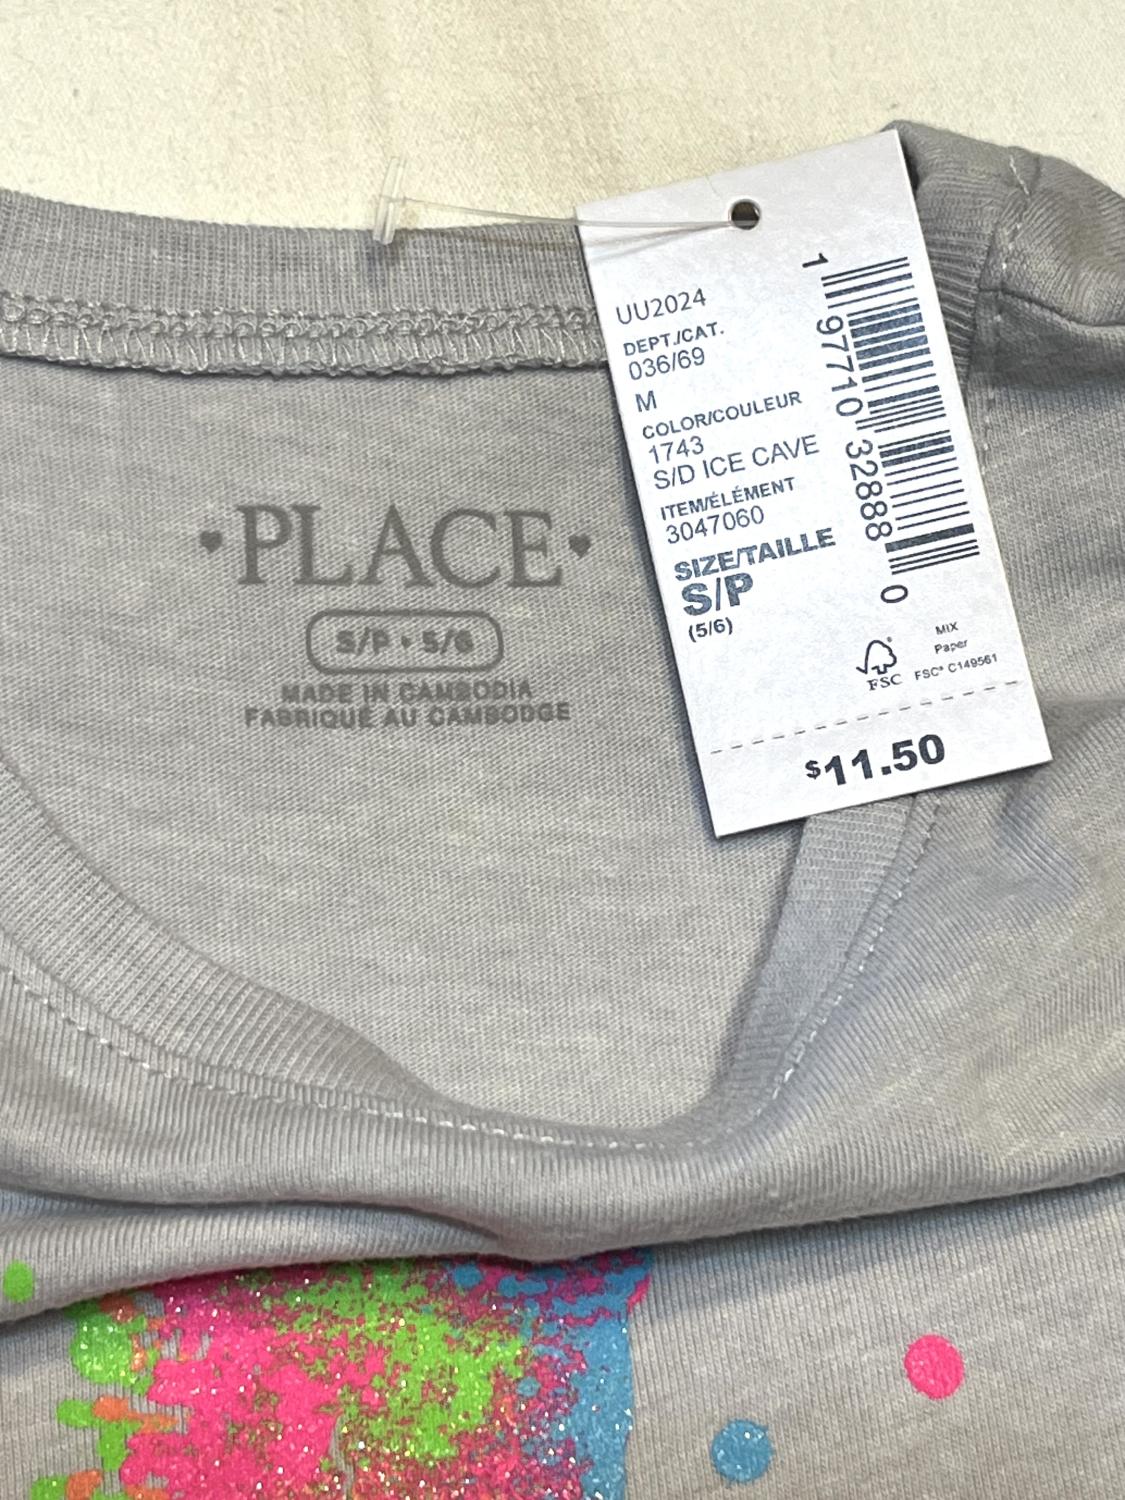 PLACE
S/P • 5/6
MADE IN CAMBODIA
FABRIQUÉ AU CAMBODGE
UU2024
DEPT./CAT.
036/69
M
COLOR/COULEUR
1743
S/D ICE CAVE
ITEM/ÉLÉMENT
3047060
SIZE/TAILLE
S/P
(5/6)
1 97710 32888 0
FSC
MIX
Paper
FSC® C149561
$11.50